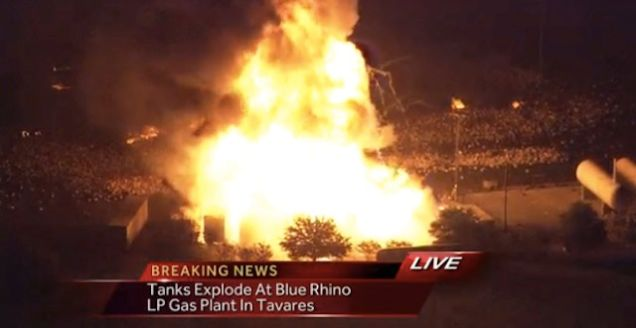 BREAKING NEWS
LIVE
Tanks Explode At Blue Rhino
LP Gas Plant In Tavares